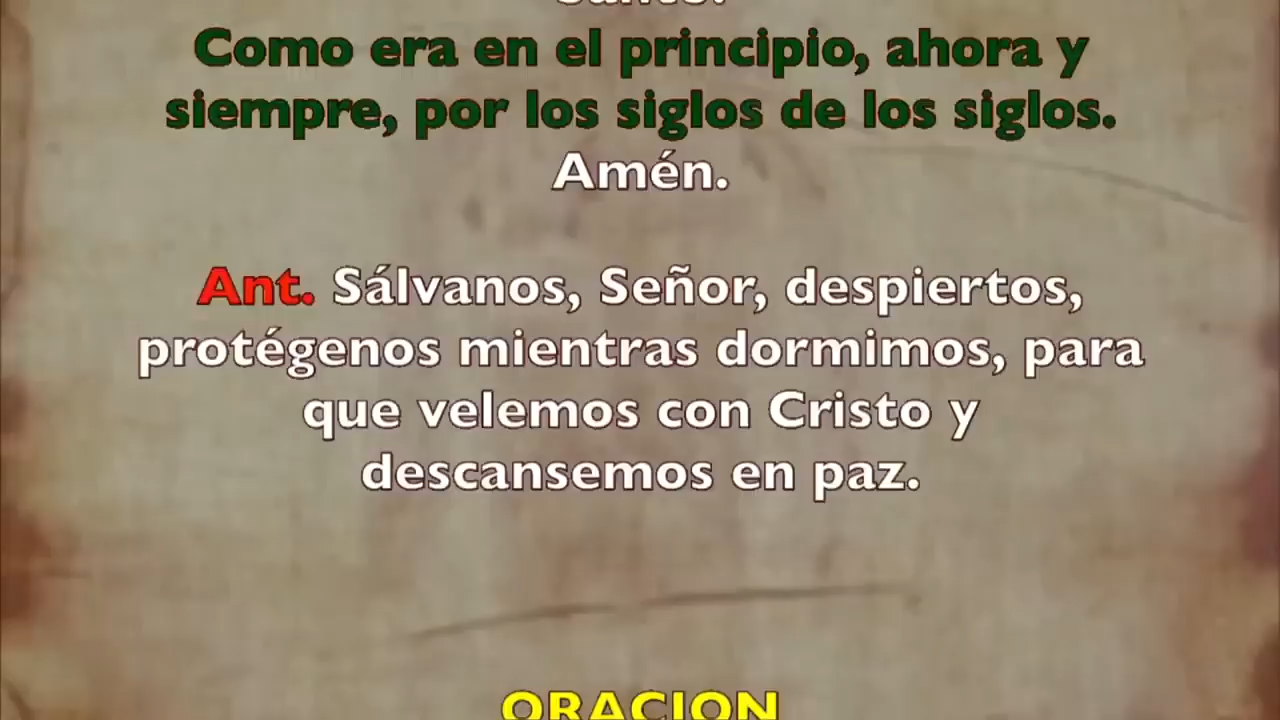 Santo.
Como era en el principio, ahora y
siempre, por los siglos de los siglos.
Amén.
Ant. Sálvanos, Señor, despiertos,
protégenos mientras dormimos, para
que velemos con Cristo y
descansemos en paz.
ORACION